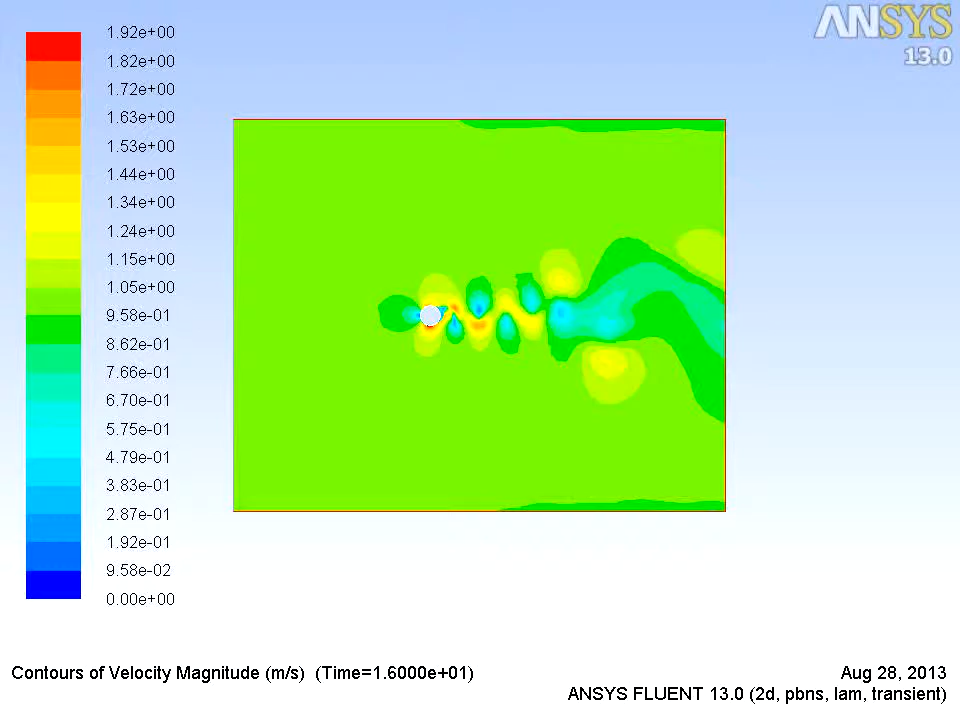 ANSYS
13.0
1.92e+00
1.82e+00
1.72e+00
1.63e+00
1.53e+00
1.44e+00
1.34e+00
1.24e+00
1.15e+00
1.05e+00
9.58e-01
8.62e-01
7.66e-01
6.70e-01
5.75e-01
4.79e-01
3.83e-01
2.87e-01
1.92e-01
9.58e-02
0.00e+00
Contours of Velocity Magnitude (m/s)  (Time=1.6000e+01)
Aug 28, 2013
ANSYS FLUENT 13.0 (2d, pbns, lam, transient)